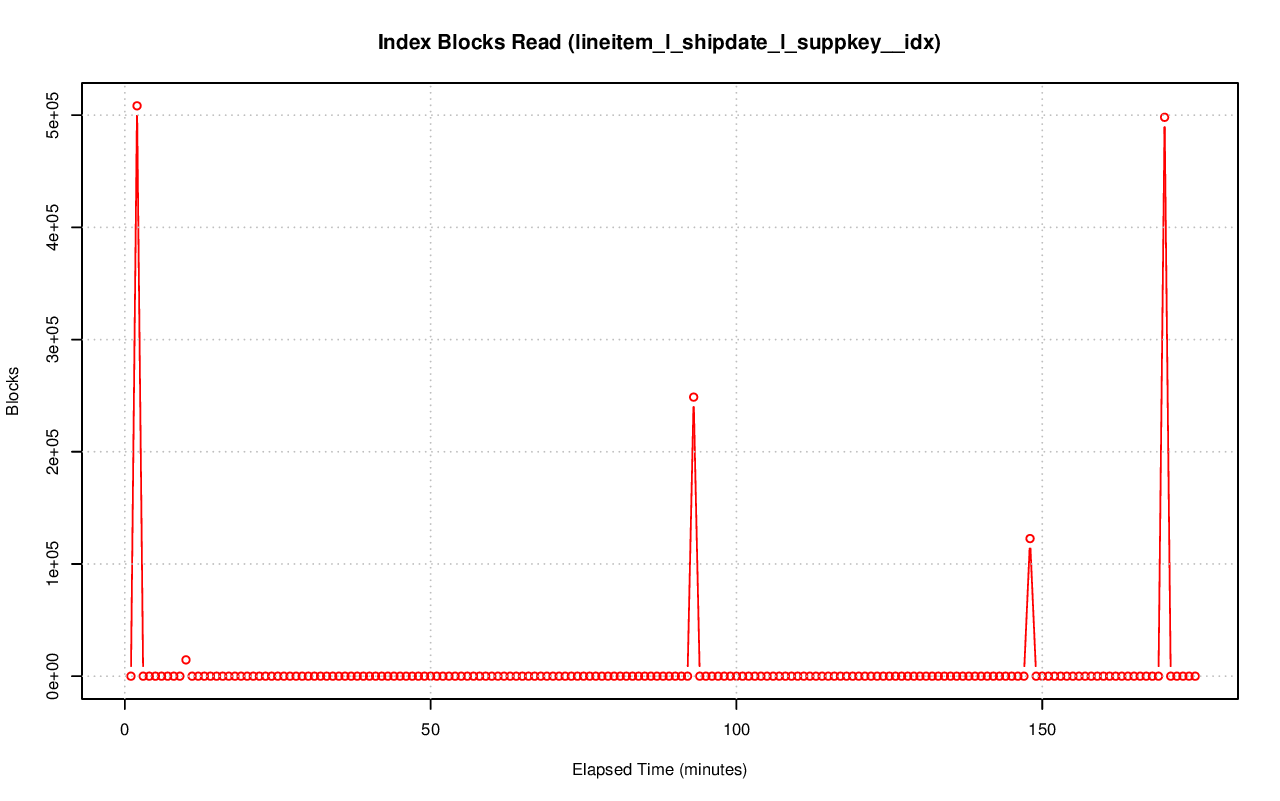 Index Blocks Read (lineitem_l_shipdate_l_suppkey__idx)
Blocks
5e+05
4e+05
3e+05
2e+05
1e+05
0e+00
0 50 100 150
Elapsed Time (minutes)